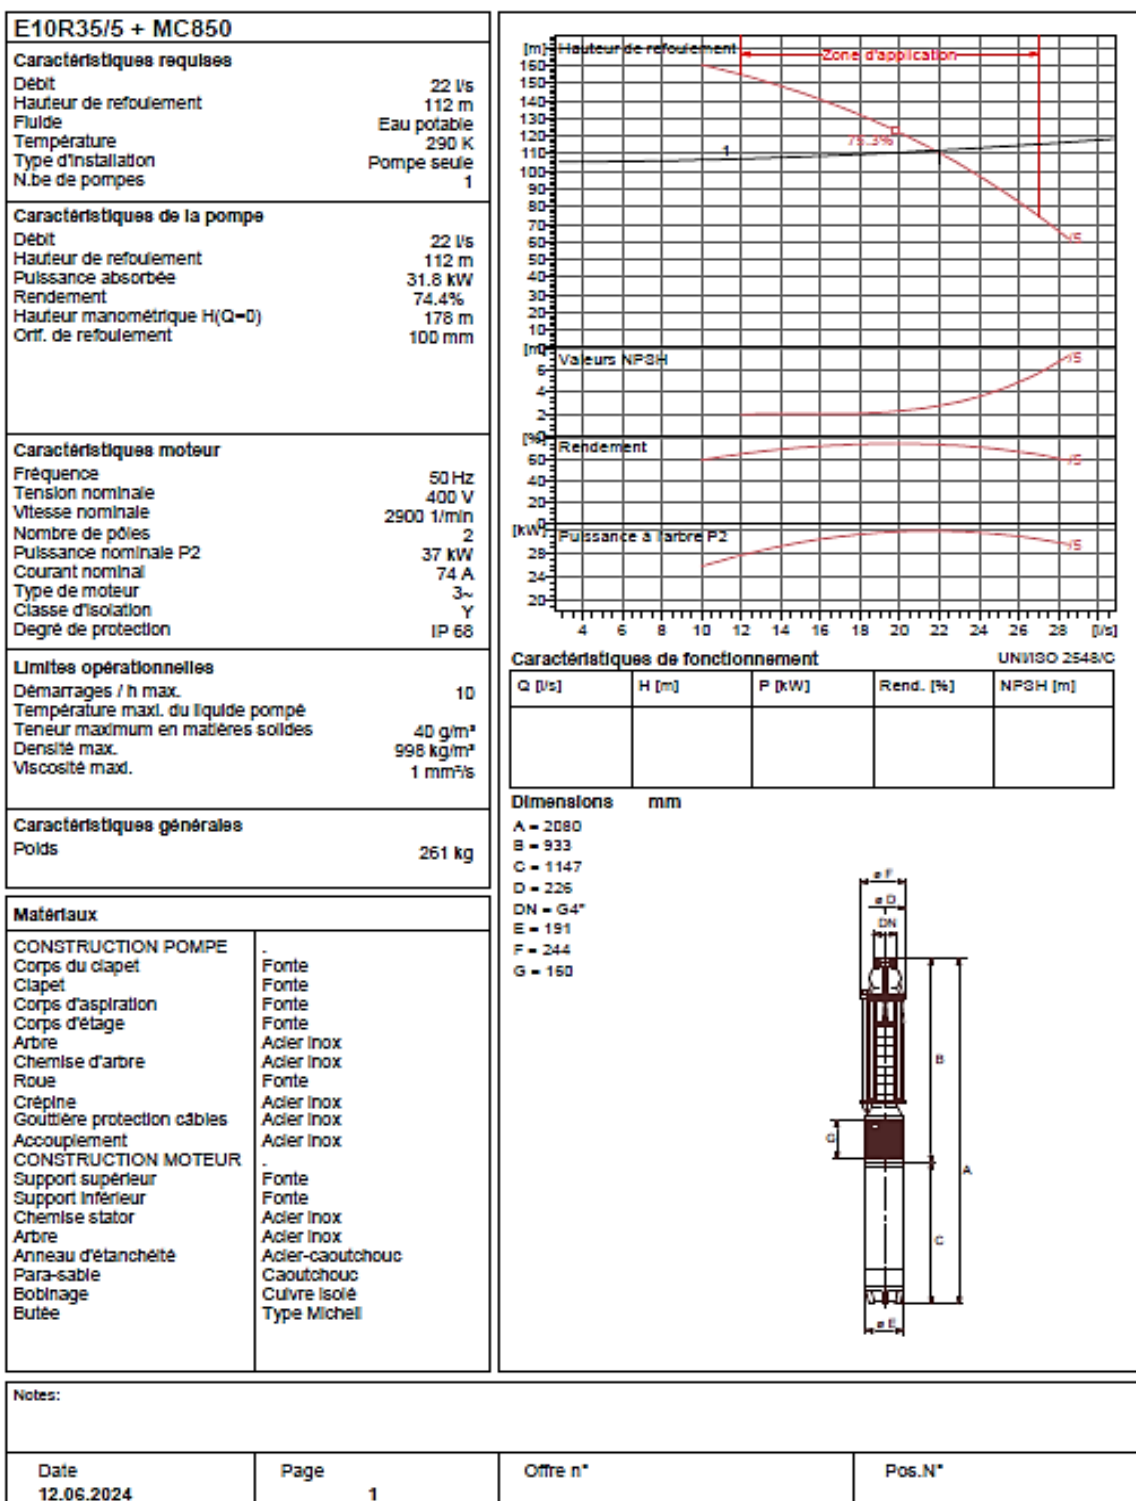 E10R35/5 + MC850
Caractéristiques requises
Débit 22 l/s
Hauteur de refoulement 112 m
Fluide Eau potable
Température 290 K
Type d'installation Pompe seule
N.be de pompes 1
Caractéristiques de la pompe
Débit 22 l/s
Hauteur de refoulement 112 m
Puissance absorbée 31.8 kW
Rendement 74.4%
Hauteur manométrique H(Q=0) 178 m
Orif. de refoulement 100 mm
Caractéristiques moteur
Fréquence 50 Hz
Tension nominale 400 V
Vitesse nominale 2900 1/min
Nombre de pôles 2
Puissance nominale P2 37 kW
Courant nominal 74 A
Type de moteur 3~
Classe d'isolation Y
Degré de protection IP 68
Limites opérationnelles
Démarrages / h max. 10
Température maxi. du liquide pompé
Teneur maximum en matières solides 40 g/m³
Densité max. 998 kg/m³
Viscosité maxi. 1 mm²/s
Caractéristiques générales
Poids 261 kg
Matériaux
CONSTRUCTION POMPE .
Corps du clapet Fonte
Clapet Fonte
Corps d'aspiration Fonte
Corps d'étage Fonte
Arbre Acier inox
Chemise d'arbre Acier inox
Roue Fonte
Crépine Acier inox
Gouttière protection câbles Acier inox
Accouplement Acier inox
CONSTRUCTION MOTEUR .
Support supérieur Fonte
Support inférieur Fonte
Chemise stator Acier inox
Arbre Acier inox
Anneau d'étanchéité Acier-caoutchouc
Para-sable Caoutchouc
Bobinage Cuivre isolé
Butée Type Michell
[m] Hauteur de refoulement
Zone d'application
160
150
140
130
120
110
100
90
80
70
60
50
40
30
20
10
75.3%
1
/5
[m] Valeurs NPSH
6
4
2
/5
[%] Rendement
60
40
20
0
/5
[kW] Puissance à l'arbre P2
28
24
20
/5
4 6 8 10 12 14 16 18 20 22 24 26 28 [l/s]
Caractéristiques de fonctionnement UNI/ISO 2548/C
Q [l/s] H [m] P [kW] Rend. [%] NPSH [m]
Dimensions mm
A = 2080
B = 933
C = 1147
D = 226
DN = G4"
E = 191
F = 244
G = 160
ø F
ø D
DN
B
G
A
C
ø E
Notes:
Date Page Offre n° Pos.N°
12.06.2024 1